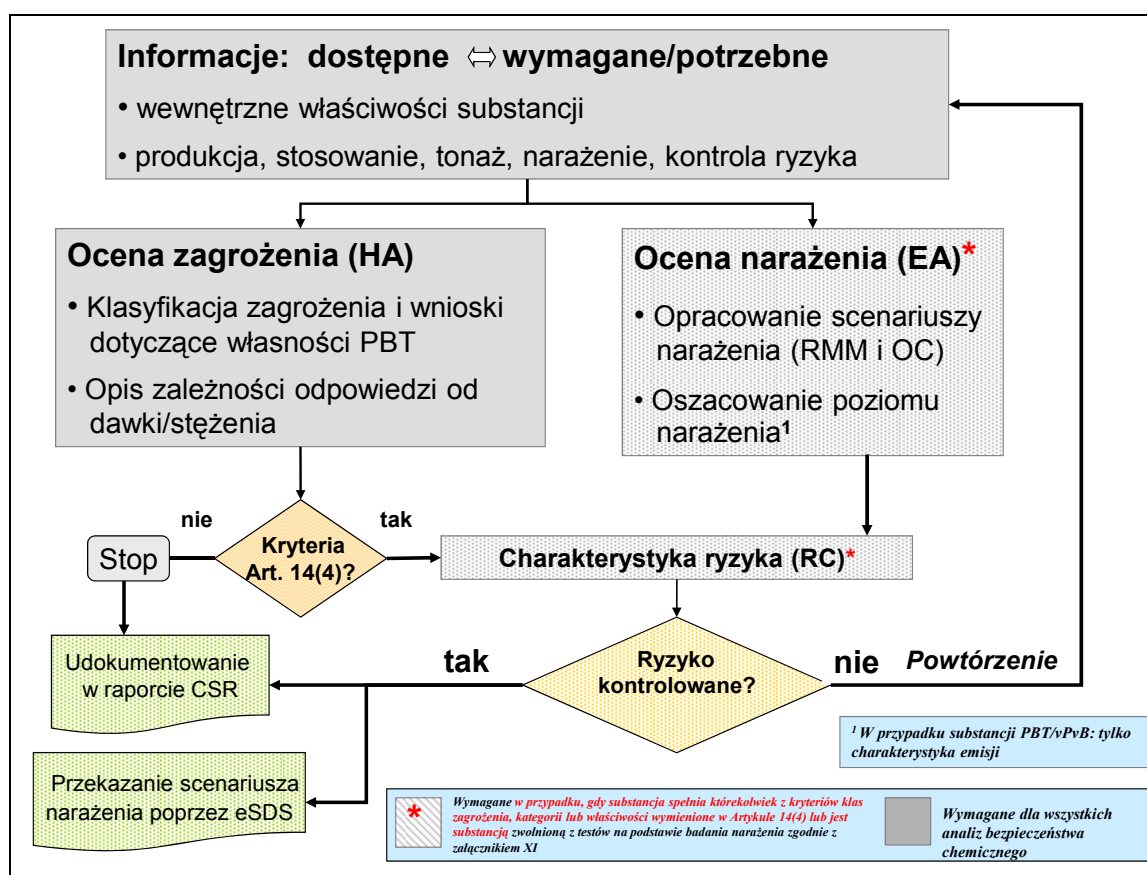 Informacje: dostępne ⇔ wymagane/potrzebne
• wewnętrzne właściwości substancji
• produkcja, stosowanie, tonaż, narażenie, kontrola ryzyka
Ocena zagrożenia (HA)
• Klasyfikacja zagrożenia i wnioski
dotyczące własności PBT
• Opis zależności odpowiedzi od
dawki/stężenia
Ocena narażenia (EA)*
• Opracowanie scenariuszy
narażenia (RMM i OC)
• Oszacowanie poziomu
narażenia¹
nie
tak
Stop
Kryteria
Art. 14(4)?
Charakterystyka ryzyka (RC)*
Udokumentowanie
w raporcie CSR
tak
Ryzyko
kontrolowane?
nie
Powtórzenie
¹ W przypadku substancji PBT/vPvB: tylko
charakterystyka emisji
Przekazanie scenariusza
narażenia poprzez eSDS
*
Wymagane w przypadku, gdy substancja spełnia którekolwiek z kryteriów klas
zagrożenia, kategorii lub właściwości wymienione w Artykule 14(4) lub jest
substancją zwolnioną z testów na podstawie badania narażenia zgodnie z
załącznikiem XI
Wymagane dla wszystkich
analiz bezpieczeństwa
chemicznego